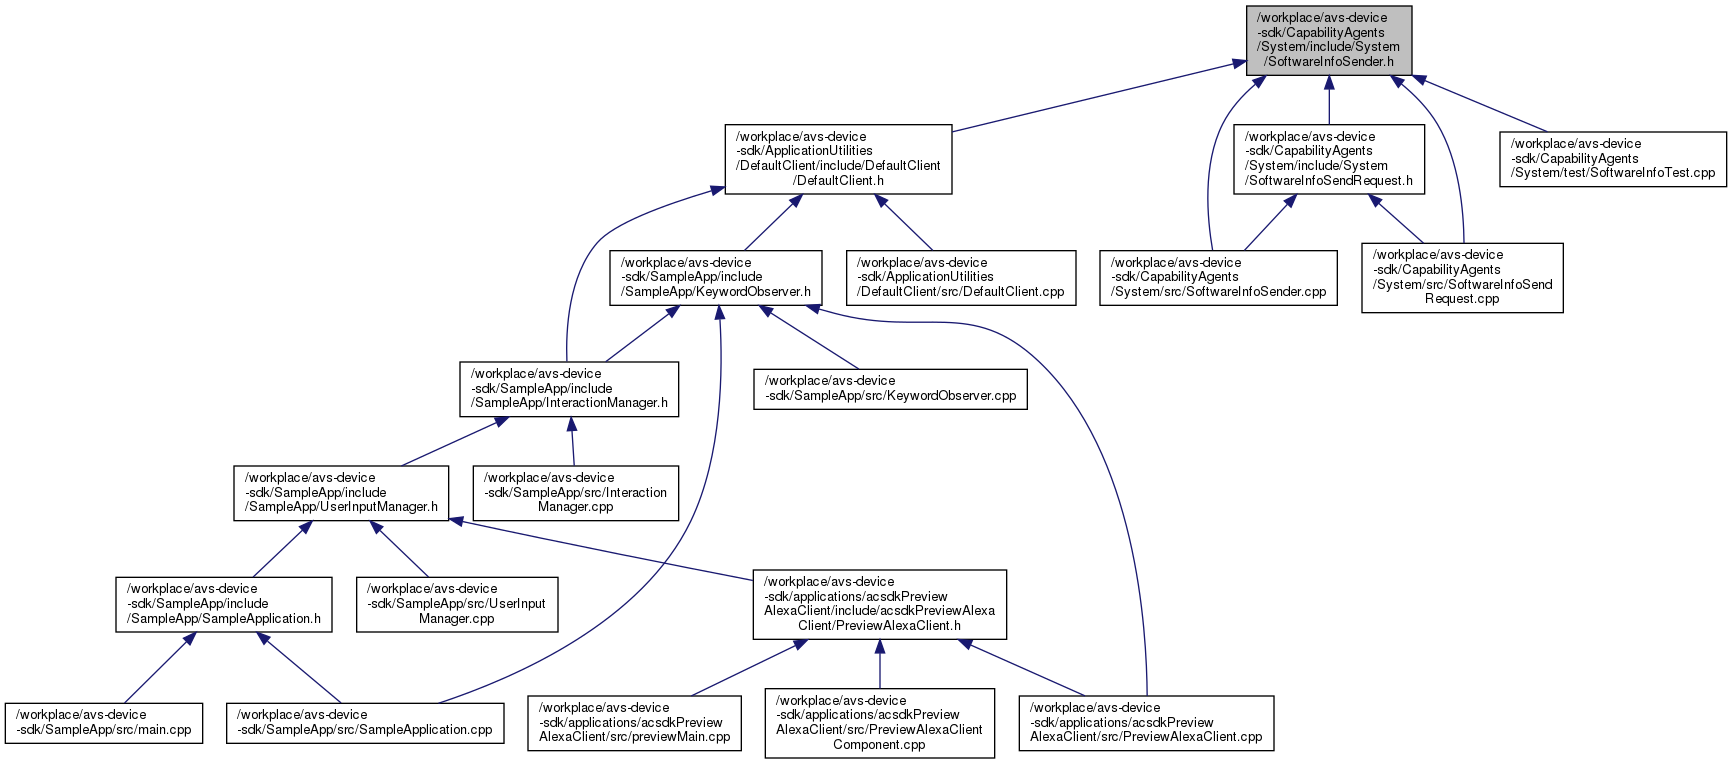 /workplace/avs-device
-sdk/CapabilityAgents
/System/include/System
/SoftwareInfoSender.h
/workplace/avs-device
-sdk/ApplicationUtilities
/DefaultClient/include/DefaultClient
/DefaultClient.h
/workplace/avs-device
-sdk/CapabilityAgents
/System/include/System
/SoftwareInfoSendRequest.h
/workplace/avs-device
-sdk/CapabilityAgents
/System/test/SoftwareInfoTest.cpp
/workplace/avs-device
-sdk/SampleApp/include
/SampleApp/KeywordObserver.h
/workplace/avs-device
-sdk/ApplicationUtilities
/DefaultClient/src/DefaultClient.cpp
/workplace/avs-device
-sdk/CapabilityAgents
/System/src/SoftwareInfoSender.cpp
/workplace/avs-device
-sdk/CapabilityAgents
/System/src/SoftwareInfoSend
Request.cpp
/workplace/avs-device
-sdk/SampleApp/include
/SampleApp/InteractionManager.h
/workplace/avs-device
-sdk/SampleApp/src/KeywordObserver.cpp
/workplace/avs-device
-sdk/SampleApp/include
/SampleApp/UserInputManager.h
/workplace/avs-device
-sdk/SampleApp/src/Interaction
Manager.cpp
/workplace/avs-device
-sdk/SampleApp/include
/SampleApp/SampleApplication.h
/workplace/avs-device
-sdk/SampleApp/src/UserInput
Manager.cpp
/workplace/avs-device
-sdk/applications/acsdkPreview
AlexaClient/include/acsdkPreviewAlexa
Client/PreviewAlexaClient.h
/workplace/avs-device
-sdk/SampleApp/src/main.cpp
/workplace/avs-device
-sdk/SampleApp/src/SampleApplication.cpp
/workplace/avs-device
-sdk/applications/acsdkPreview
AlexaClient/src/previewMain.cpp
/workplace/avs-device
-sdk/applications/acsdkPreview
AlexaClient/src/PreviewAlexaClient
Component.cpp
/workplace/avs-device
-sdk/applications/acsdkPreview
AlexaClient/src/PreviewAlexaClient.cpp